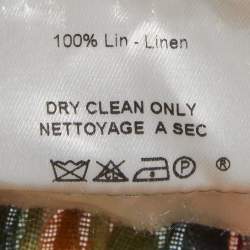 100% Lin - Linen
DRY CLEAN ONLY
NETTOYAGE A SEC
P ®